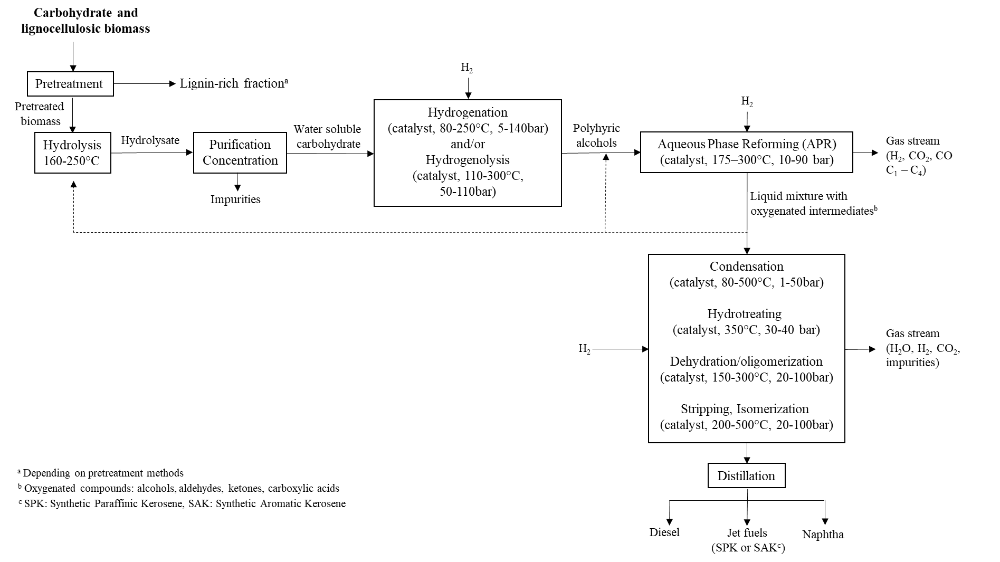 Carbohydrate and
lignocellulosic biomass
Pretreatment
Lignin-rich fractionᵃ
Pretreated
biomass
Hydrolysis
160-250°C
Hydrolysate
Purification
Concentration
Impurities
Water soluble
carbohydrate
H₂
Hydrogenation
(catalyst, 80-250°C, 5-140bar)
and/or
Hydrogenolysis
(catalyst, 110-300°C,
50-110bar)
Polyhyric
alcohols
H₂
Aqueous Phase Reforming (APR)
(catalyst, 175–300°C, 10-90 bar)
Gas stream
(H₂, CO₂, CO
C₁ – C₄)
Liquid mixture with
oxygenated intermediatesᵇ
Condensation
(catalyst, 80-500°C, 1-50bar)
Hydrotreating
(catalyst, 350°C, 30-40 bar)
Dehydration/oligomerization
(catalyst, 150-300°C, 20-100bar)
Stripping, Isomerization
(catalyst, 200-500°C, 20-100bar)
H₂
Gas stream
(H₂O, H₂, CO₂,
impurities)
Distillation
Diesel
Jet fuels
(SPK or SAKᶜ)
Naphtha
ᵃ Depending on pretreatment methods
ᵇ Oxygenated compounds: alcohols, aldehydes, ketones, carboxylic acids
ᶜ SPK: Synthetic Paraffinic Kerosene, SAK: Synthetic Aromatic Kerosene